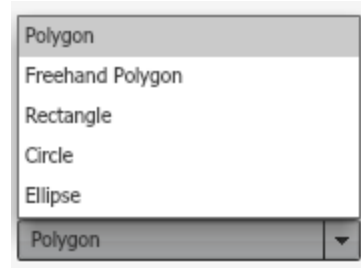 Polygon
Freehand Polygon
Rectangle
Circle
Ellipse
Polygon